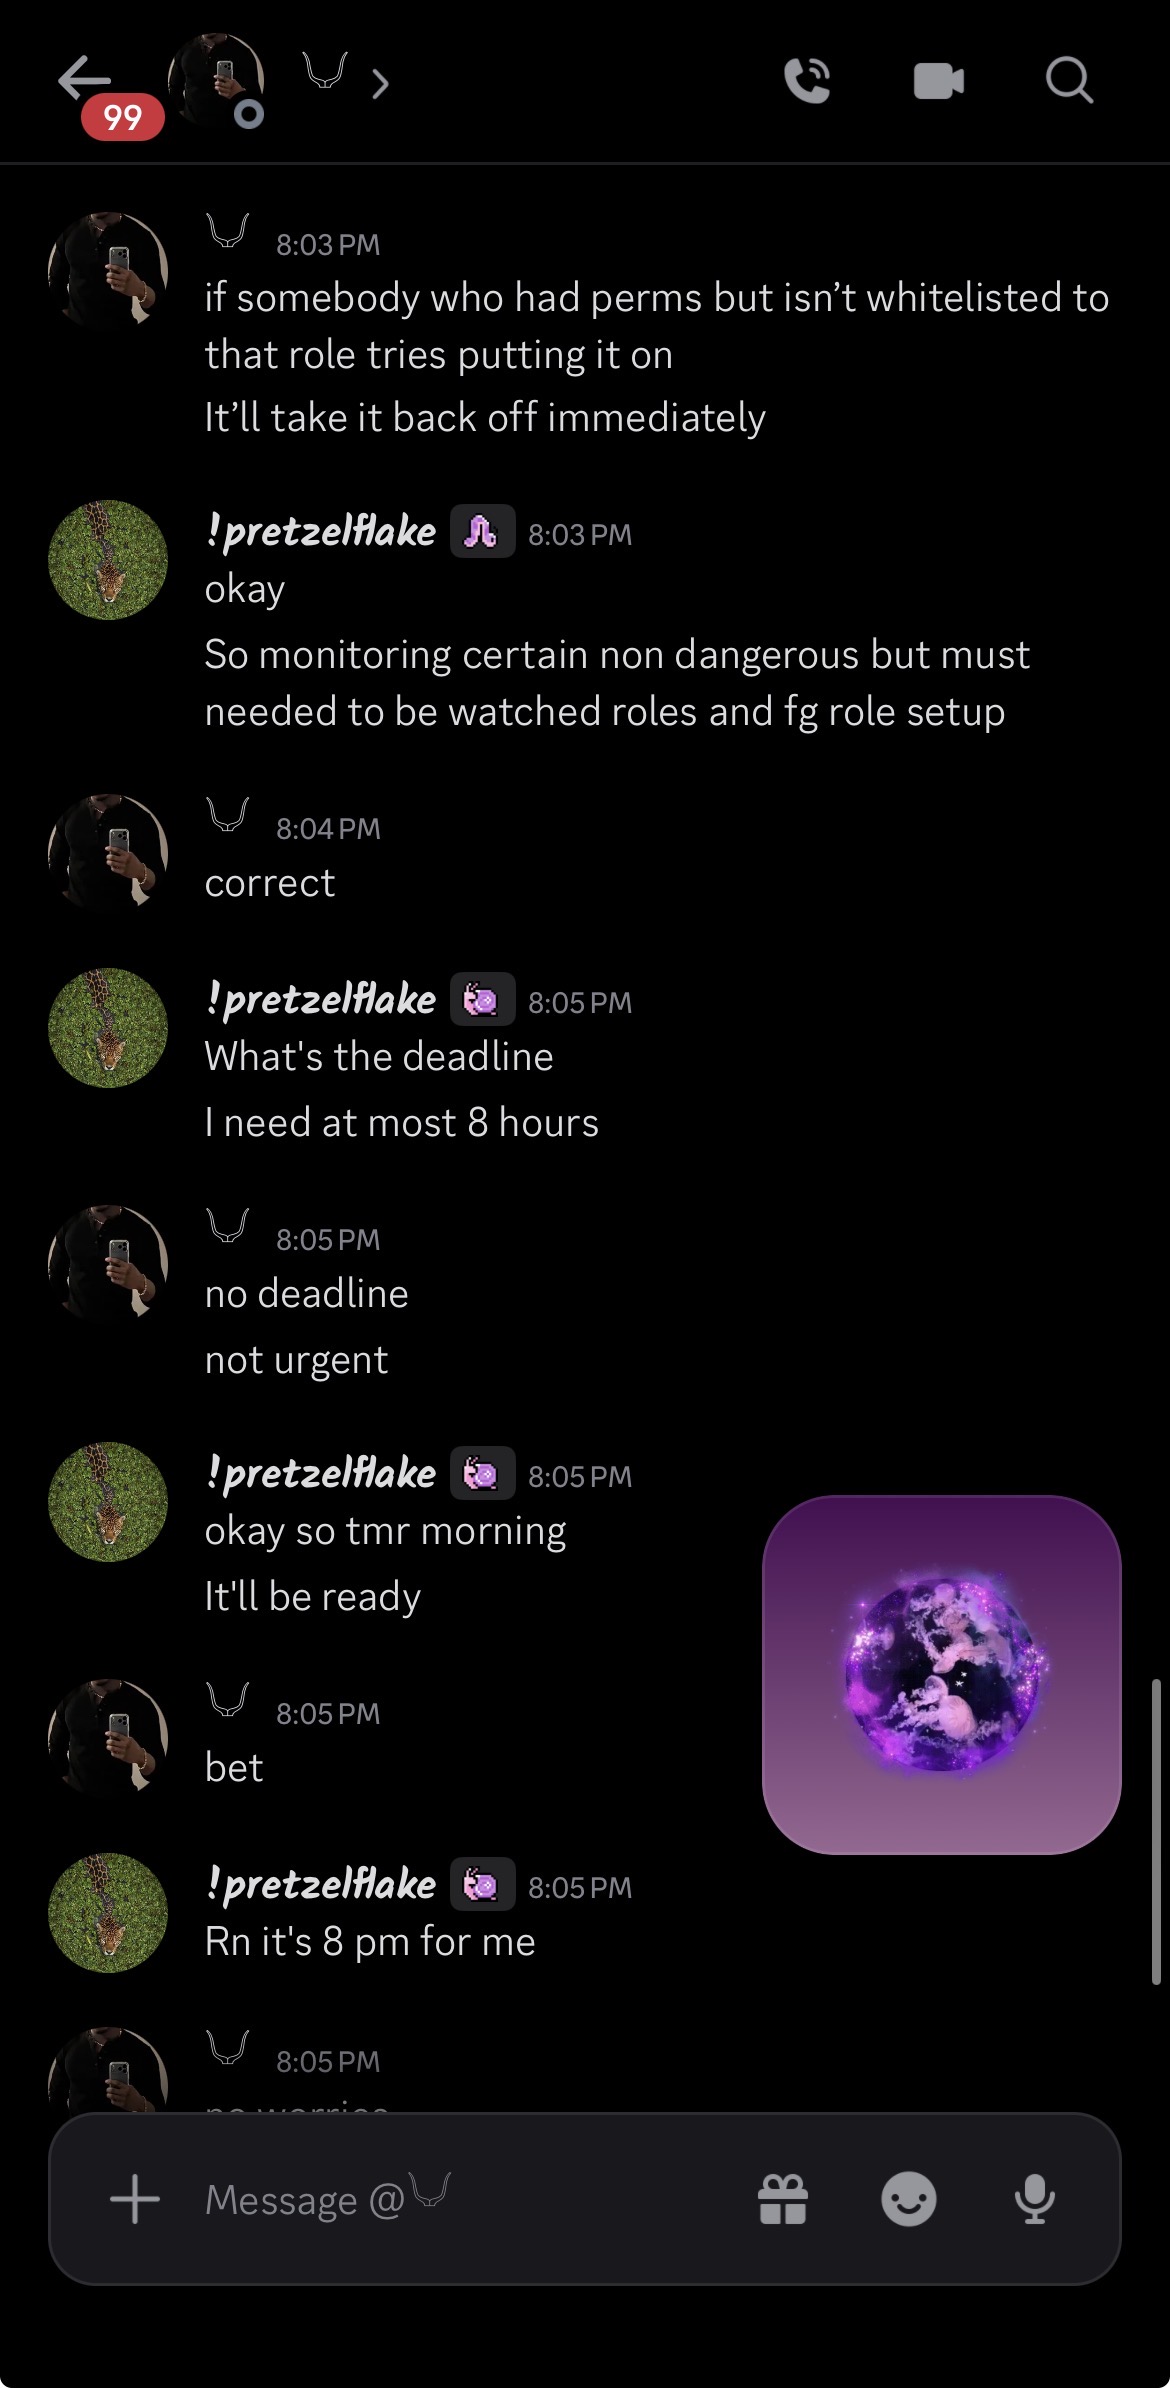 99
8:03 PM
if somebody who had perms but isn’t whitelisted to
that role tries putting it on
It’ll take it back off immediately
!pretzelflake 8:03 PM
okay
So monitoring certain non dangerous but must
needed to be watched roles and fg role setup
8:04 PM
correct
!pretzelflake 8:05 PM
What's the deadline
I need at most 8 hours
8:05 PM
no deadline
not urgent
!pretzelflake 8:05 PM
okay so tmr morning
It'll be ready
8:05 PM
bet
!pretzelflake 8:05 PM
Rn it's 8 pm for me
8:05 PM
no worries
Message @